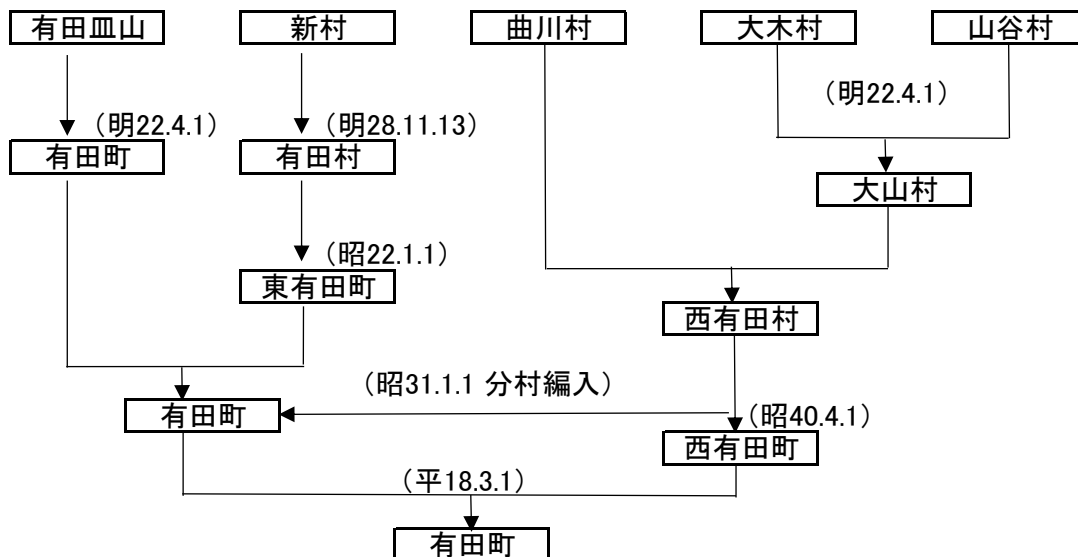 有田皿山 新村 曲川村 大木村 山谷村
(明22.4.1)
(明22.4.1) (明28.11.13)
有田町 有田村
大山村
(昭22.1.1)
東有田町
西有田村
(昭31.1.1 分村編入)
有田町 (昭40.4.1)
西有田町
(平18.3.1)
有田町